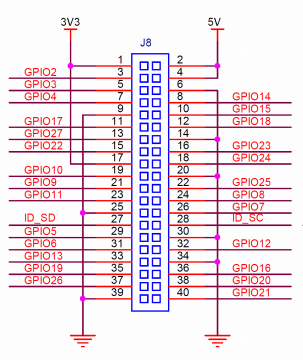 3V3 5V
J8
1 2
GPIO2 3 4
GPIO3 5 6
GPIO4 7 8 GPIO14
9 10 GPIO15
GPIO17 11 12 GPIO18
GPIO27 13 14
GPIO22 15 16 GPIO23
17 18 GPIO24
GPIO10 19 20
GPIO9 21 22 GPIO25
GPIO11 23 24 GPIO8
25 26 GPIO7
ID_SD 27 28 ID_SC
GPIO5 29 30
GPIO6 31 32 GPIO12
GPIO13 33 34
GPIO19 35 36 GPIO16
GPIO26 37 38 GPIO20
39 40 GPIO21